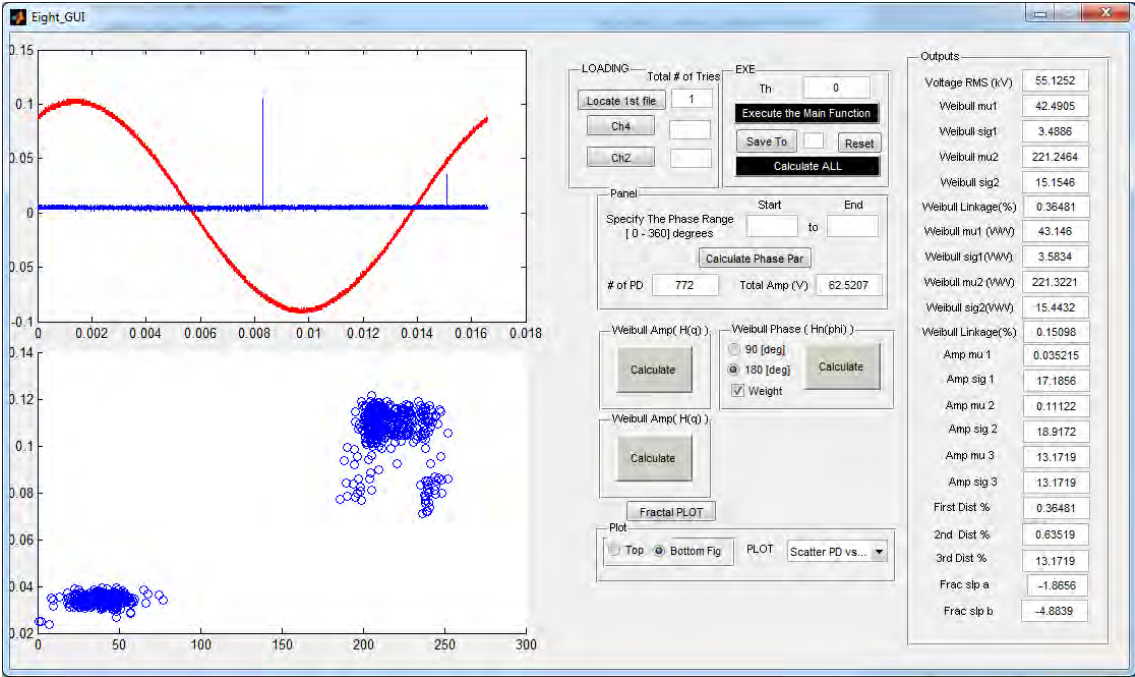 Eight_GUI
0.15
0.1
0.05
0
0.05
-0.1
0 0.002 0.004 0.006 0.008 0.01 0.012 0.014 0.016 0.018
0.14
0.12
0.1
0.08
0.06
0.04
0.02
0 50 100 150 200 250 300
LOADING
Total # of Tries
Locate 1st file 1
Ch4
Ch2
EXE
Th 0
Execute the Main Function
Save To Reset
Calculate ALL
Panel
Start End
Specify The Phase Range
[ 0 - 360] degrees
to
Calculate Phase Par
# of PD 772 Total Amp (V) 62.5207
Weibull Amp( H(q) )
Calculate
Weibull Phase ( Hn(phi) )
90 [deg]
180 [deg]
Weight
Calculate
Weibull Amp( H(q) )
Calculate
Fractal PLOT
Plot
Top Bottom Fig PLOT Scatter PD vs...
Outputs
Voltage RMS (kV) 55.1252
Weibull mu1 42.4905
Weibull sig1 3.4886
Weibull mu2 221.2464
Weibull sig2 15.1546
Weibull Linkage(%) 0.36481
Weibull mu1 (WW) 43.146
Weibull sig1(WW) 3.5834
Weibull mu2 (WW) 221.3221
Weibull sig2(WW) 15.4432
Weibull Linkage(%) 0.15098
Amp mu 1 0.035215
Amp sig 1 17.1856
Amp mu 2 0.11122
Amp sig 2 18.9172
Amp mu 3 13.1719
Amp sig 3 13.1719
First Dist % 0.36481
2nd Dist % 0.63519
3rd Dist % 13.1719
Frac slp a -1.8656
Frac slp b -4.8839